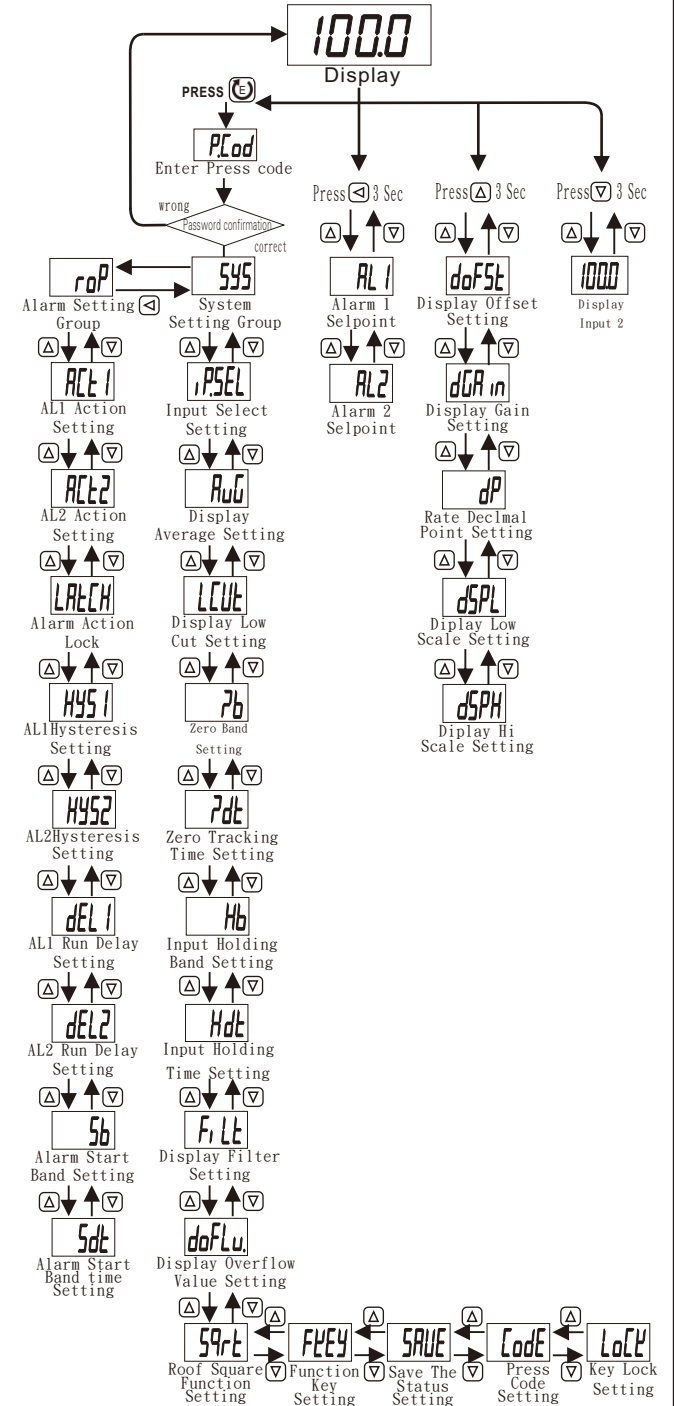 100.0
Display
PRESS E
P.Cod
Enter Press code
wrong
Password confirmation
correct
Press 3 Sec
Press 3 Sec
Press 3 Sec
roP
Alarm Setting
Group
SYS
System
Setting Group
AL1
Alarm 1
Selpoint
AL2
Alarm 2
Selpoint
doFSt
Display Offset
Setting
dGAin
Display Gain
Setting
dP
Rate Declmal
Point Setting
dSPL
Diplay Low
Scale Setting
dSPH
Diplay Hi
Scale Setting
100.0
Display
Input 2
ACt1
AL1 Action
Setting
ACt2
AL2 Action
Setting
LAtCH
Alarm Action
Lock
HYS1
AL1Hysteresis
Setting
HYS2
AL2Hysteresis
Setting
dEL1
AL1 Run Delay
Setting
dEL2
AL2 Run Delay
Setting
Sb
Alarm Start
Band Setting
Sdt
Alarm Start
Band time
Setting
iP.SEL
Input Select
Setting
AvG
Display
Average Setting
LCUt
Display Low
Cut Setting
Zb
Zero Band
Setting
Zdt
Zero Tracking
Time Setting
Hb
Input Holding
Band Setting
Hdt
Input Holding
Time Setting
FiLt
Display Filter
Setting
doFLv.
Display Overflow
Value Setting
Sqrt
Roof Square
Function
Setting
FKEY
Function
Key
Setting
SAVE
Save The
Status
Setting
CodE
Press
Code
Setting
LoCK
Key Lock
Setting